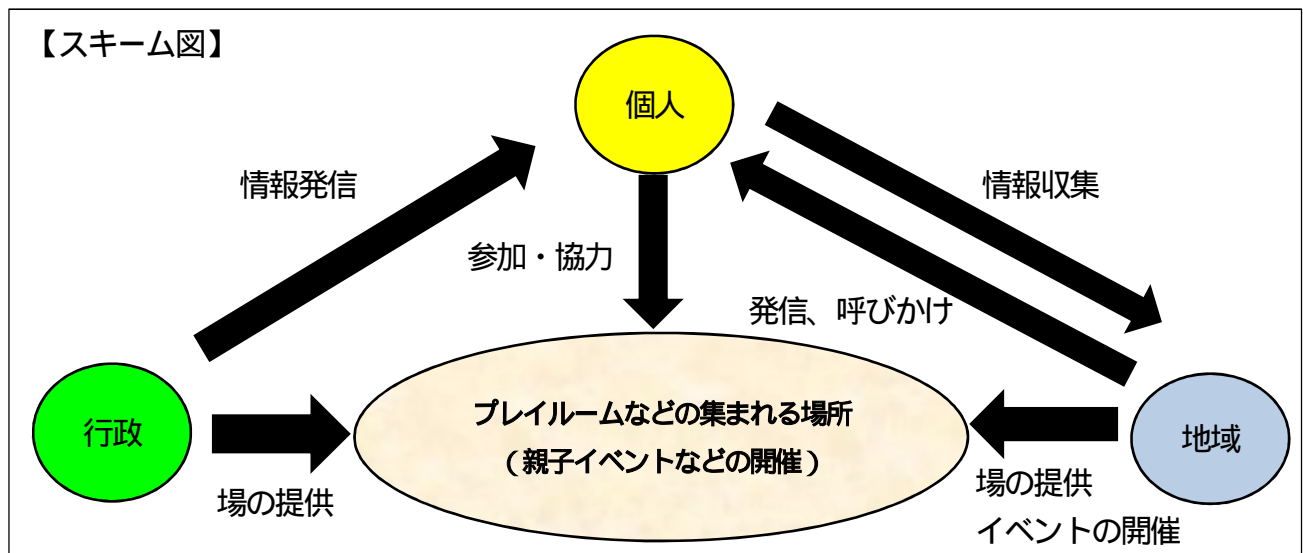 【スキーム図】
個人
情報発信
情報収集
参加・協力
発信、呼びかけ
行政
プレイルームなどの集まれる場所
（親子イベントなどの開催）
地域
場の提供
場の提供
イベントの開催